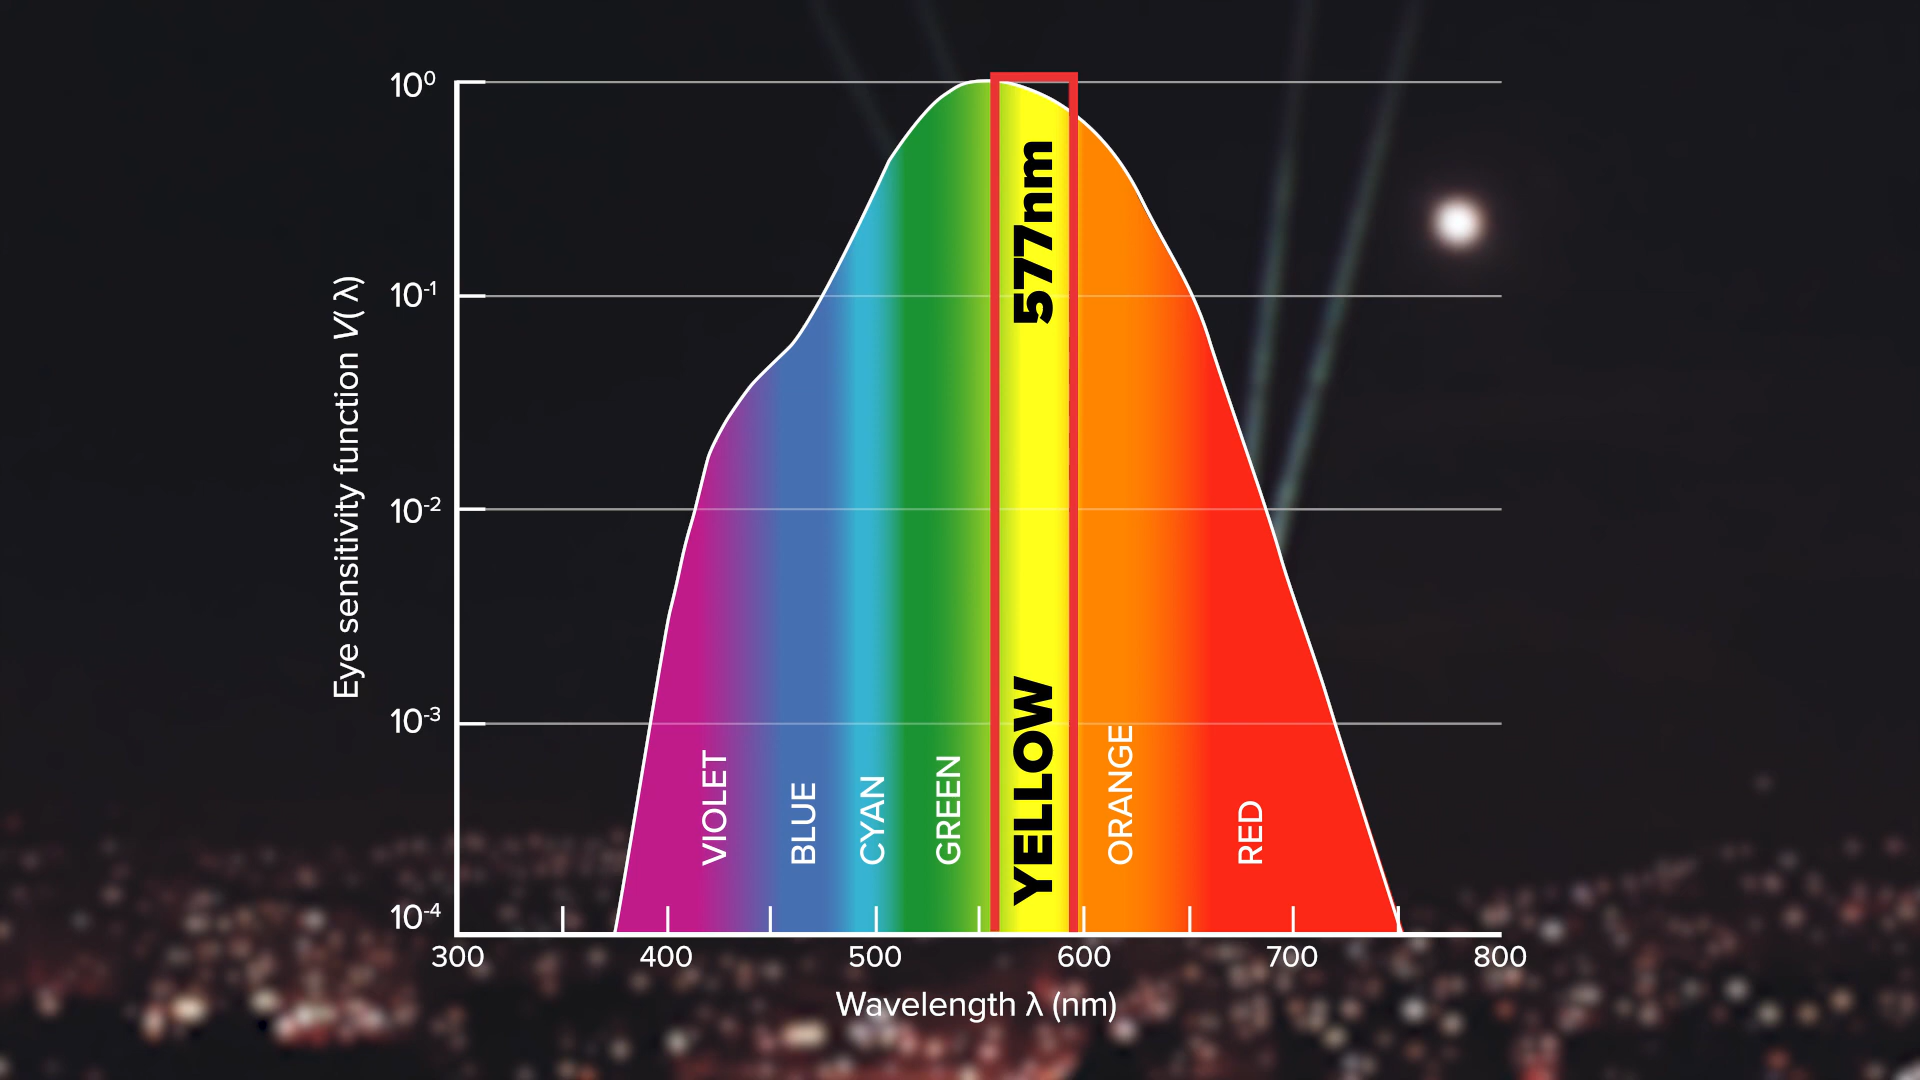 10⁰
10⁻¹
10⁻²
10⁻³
10⁻⁴
Eye sensitivity function V(λ)
577nm
VIOLET
BLUE
CYAN
GREEN
YELLOW
ORANGE
RED
300 400 500 600 700 800
Wavelength λ (nm)